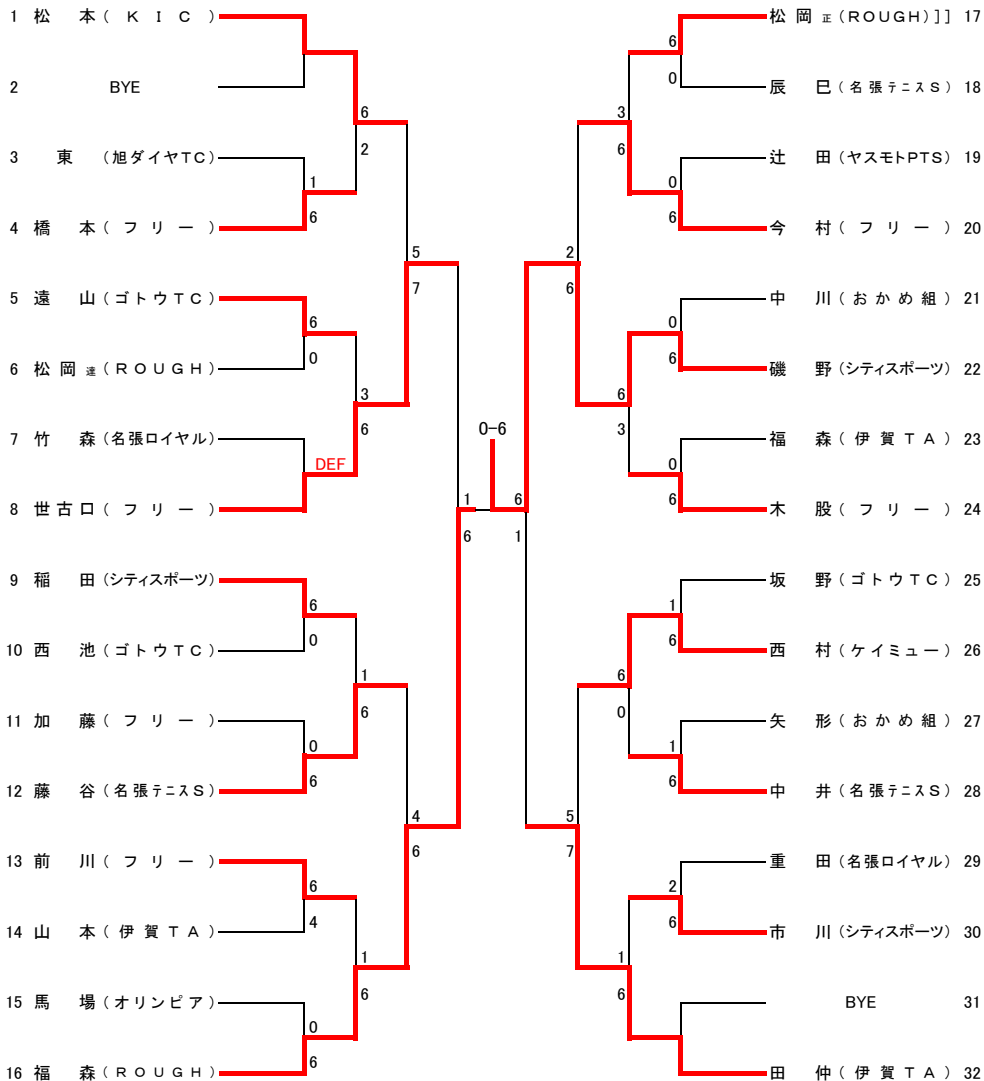 1 松本(KIC)
2 BYE
3 東(旭ダイヤTC)
4 橋本(フリー)
5 遠山(ゴトウTC)
6 松岡達(ROUGH)
7 竹森(名張ロイヤル)
8 世古口(フリー)
9 稲田(シティスポーツ)
10 西池(ゴトウTC)
11 加藤(フリー)
12 藤谷(名張テニスS)
13 前川(フリー)
14 山本(伊賀TA)
15 馬場(オリンピア)
16 福森(ROUGH)
6
2
1
6
5
7
6
0
3
6
DEF
1
6
6
0
1
6
0
6
4
6
6
4
1
6
0
6
0-6
6
1
2
6
3
6
6
0
0
6
6
3
0
6
0
6
5
7
6
0
1
6
1
6
1
6
2
6
松岡正(ROUGH)]] 17
辰巳(名張テニスS) 18
辻田(ヤスモトPTS) 19
今村(フリー) 20
中川(おかめ組) 21
磯野(シティスポーツ) 22
福森(伊賀TA) 23
木股(フリー) 24
坂野(ゴトウTC) 25
西村(ケイミュー) 26
矢形(おかめ組) 27
中井(名張テニスS) 28
重田(名張ロイヤル) 29
市川(シティスポーツ) 30
BYE 31
田仲(伊賀TA) 32